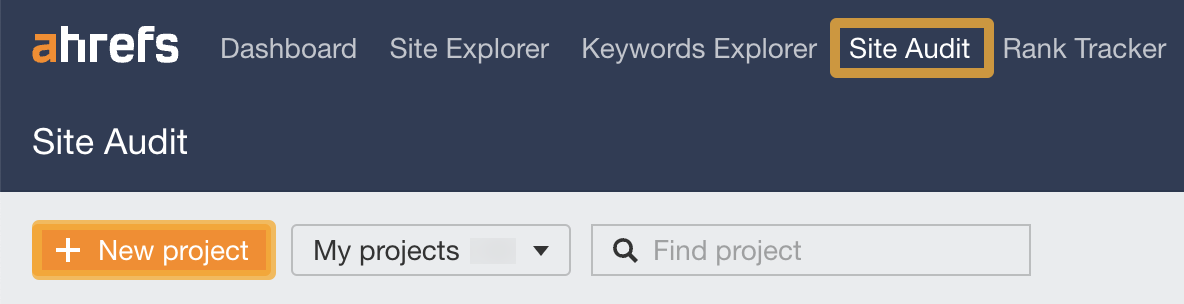 ahrefs Dashboard Site Explorer Keywords Explorer Site Audit Rank Tracker
Site Audit
+ New project My projects Find project